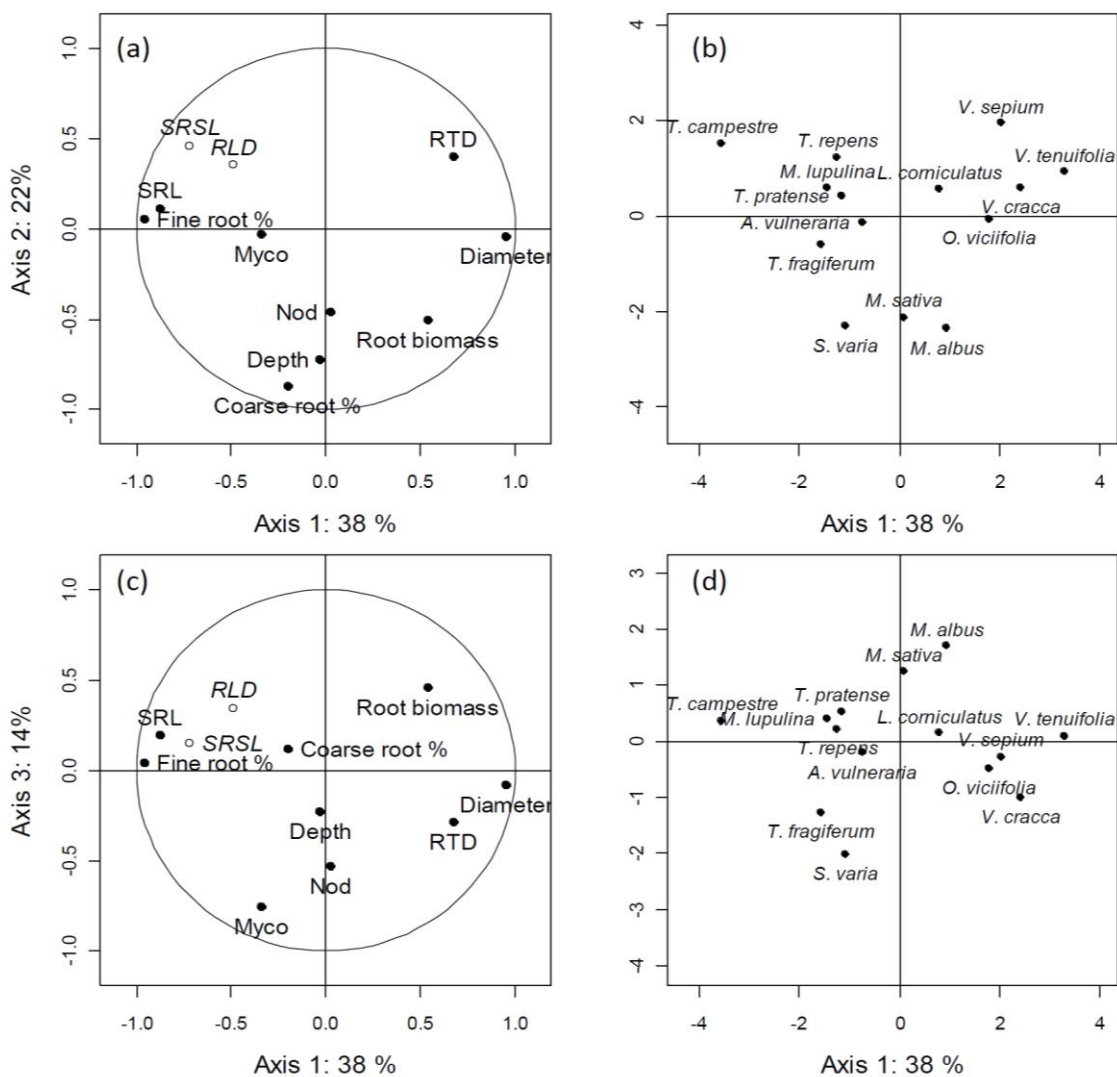 (a)
1.0
0.5
0.0
-0.5
-1.0
Axis 2: 22%
SRSL
RLD
RTD
SRL
Fine root %
Myco
Diameter
Nod
Root biomass
Depth
Coarse root %
-1.0 -0.5 0.0 0.5 1.0
Axis 1: 38 %
(b)
4
2
0
-2
-4
V. sepium
T. campestre
T. repens
V. tenuifolia
M. lupulina
L. corniculatus
T. pratense
V. cracca
A. vulneraria
O. viciifolia
T. fragiferum
M. sativa
S. varia
M. albus
-4 -2 0 2 4
Axis 1: 38 %
(c)
1.0
0.5
0.0
-0.5
-1.0
Axis 3: 14%
RLD
SRL
Root biomass
SRSL
Coarse root %
Fine root %
Diameter
Depth
RTD
Nod
Myco
-1.0 -0.5 0.0 0.5 1.0
Axis 1: 38 %
(d)
3
2
1
0
-1
-2
-3
-4
M. albus
M. sativa
T. pratense
T. campestre
M. lupulina
L. corniculatus
V. tenuifolia
T. repens
V. sepium
A. vulneraria
O. viciifolia
V. cracca
T. fragiferum
S. varia
-4 -2 0 2 4
Axis 1: 38 %